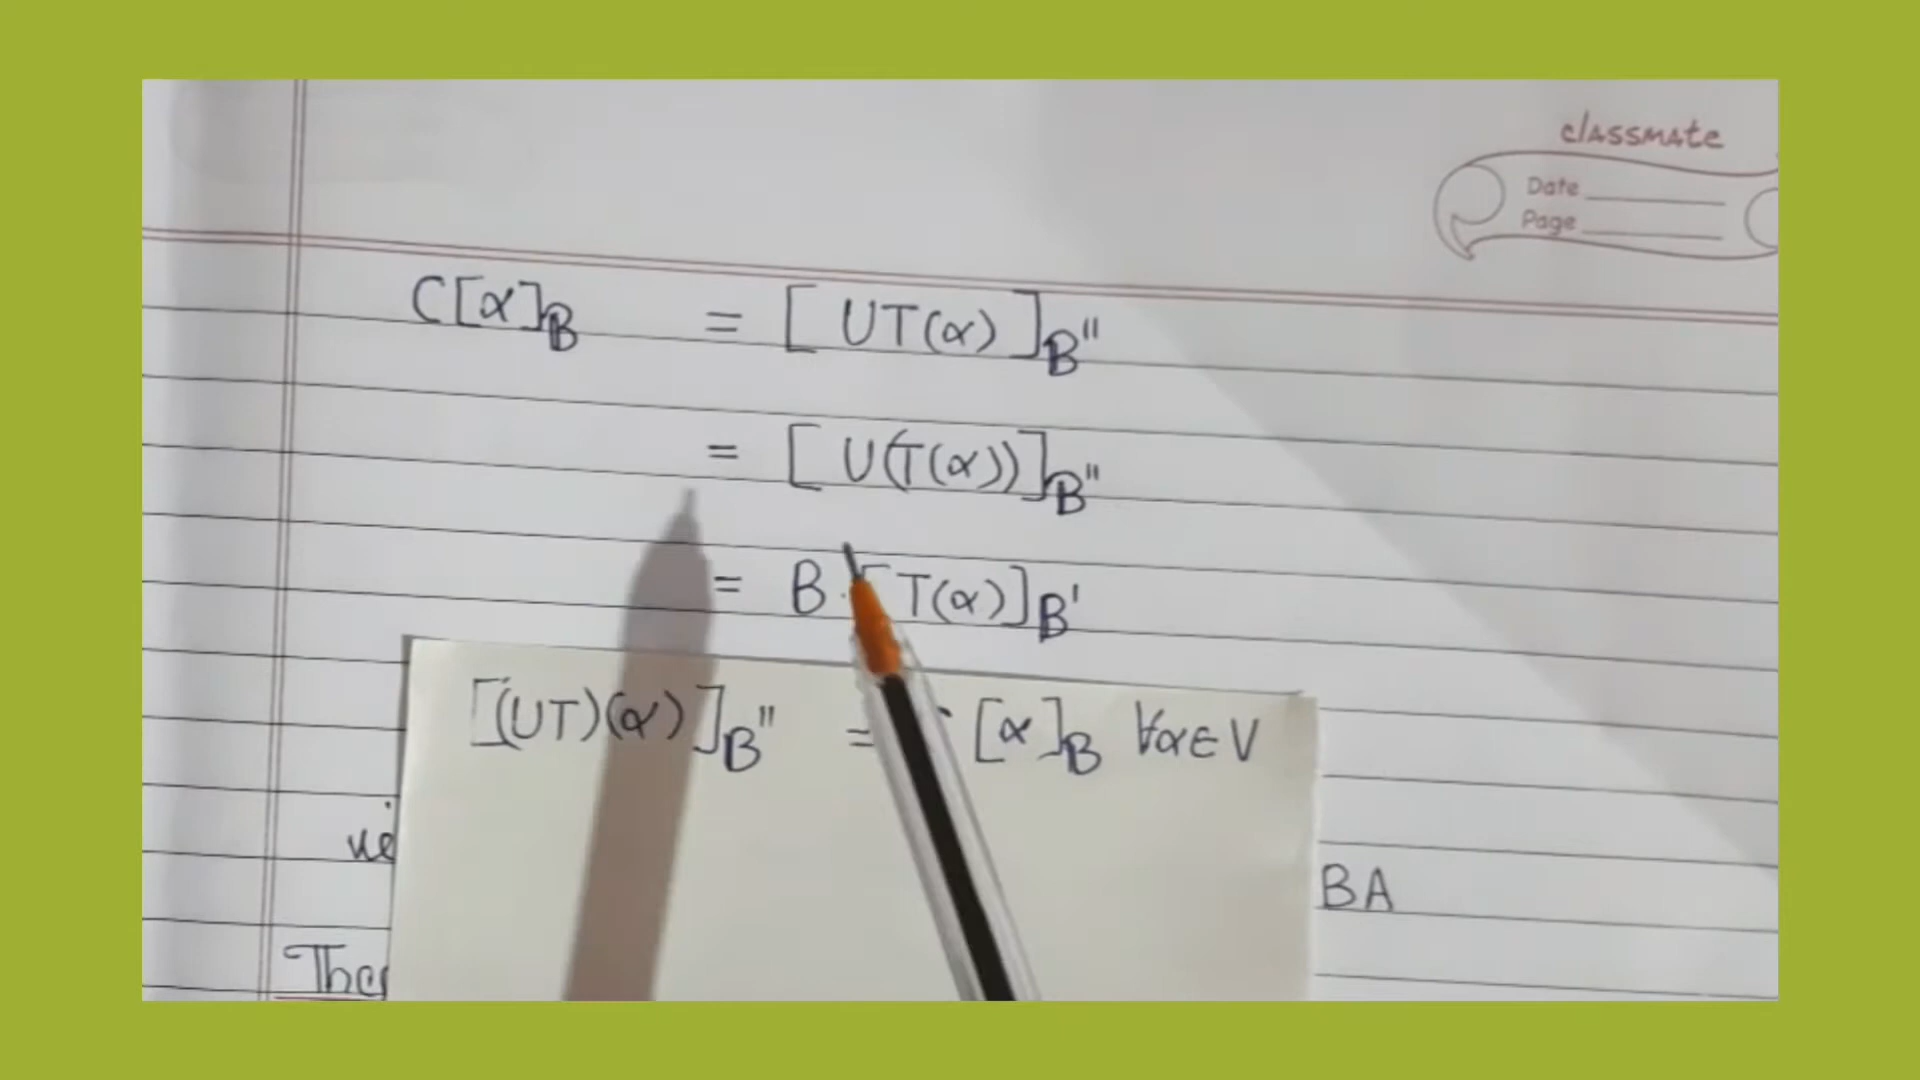 classmate
Date
Page
C[α]B = [UT(α)]B"
= [U(T(α))]B"
= B [T(α)]B'
[(UT)(α)]B" = [α]B ∀α∈V
BA